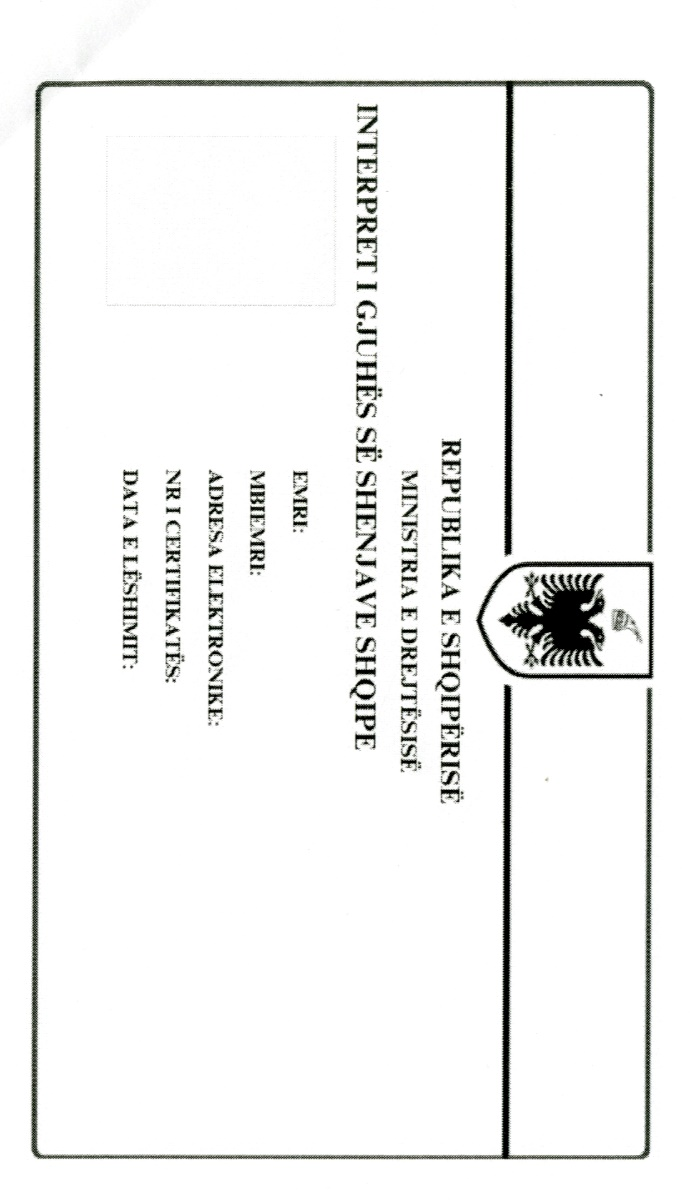 REPUBLIKA E SHQIPËRISË
MINISTRIA E DREJTËSISË
INTERPRET I GJUHËS SË SHENJAVE SHQIPE
EMRI:
MBIEMRI:
ADRESA ELEKTRONIKE:
NR I CERTIFIKATËS:
DATA E LËSHIMIT: